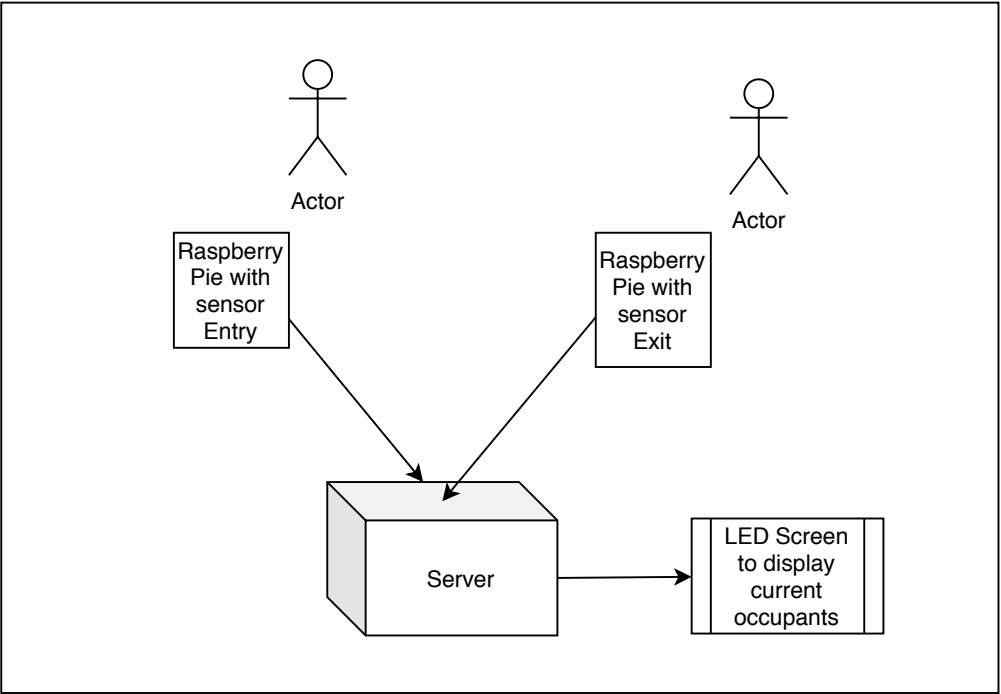 Actor
Actor
Raspberry
Pie with
sensor
Entry
Raspberry
Pie with
sensor
Exit
Server
LED Screen
to display
current
occupants